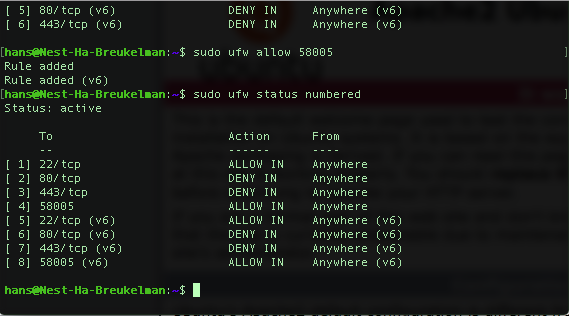 [ 5] 80/tcp (v6) DENY IN Anywhere (v6)
[ 6] 443/tcp (v6) DENY IN Anywhere (v6)
[hans@Nest-Ha-Breukelman:~$ sudo ufw allow 58005 ]
Rule added
Rule added (v6)
[hans@Nest-Ha-Breukelman:~$ sudo ufw status numbered ]
Status: active
To Action From
-- ------ ----
[ 1] 22/tcp ALLOW IN Anywhere
[ 2] 80/tcp DENY IN Anywhere
[ 3] 443/tcp DENY IN Anywhere
[ 4] 58005 ALLOW IN Anywhere
[ 5] 22/tcp (v6) ALLOW IN Anywhere (v6)
[ 6] 80/tcp (v6) DENY IN Anywhere (v6)
[ 7] 443/tcp (v6) DENY IN Anywhere (v6)
[ 8] 58005 (v6) ALLOW IN Anywhere (v6)
hans@Nest-Ha-Breukelman:~$